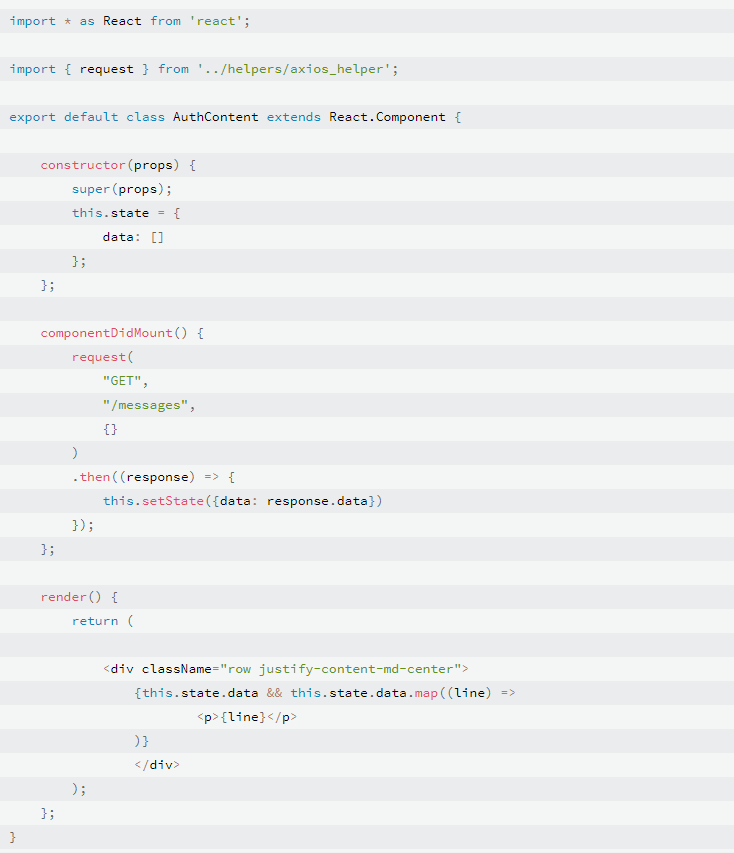 import * as React from 'react';
import { request } from '../helpers/axios_helper';
export default class AuthContent extends React.Component {
    constructor(props) {
        super(props);
        this.state = {
            data: []
        };
    };
    componentDidMount() {
        request(
            "GET",
            "/messages",
            {}
        )
        .then((response) => {
            this.setState({data: response.data})
        });
    };
    render() {
        return (
            <div className="row justify-content-md-center">
                {this.state.data && this.state.data.map((line) =>
                        <p>{line}</p>
                )}
                </div>
        );
    };
}